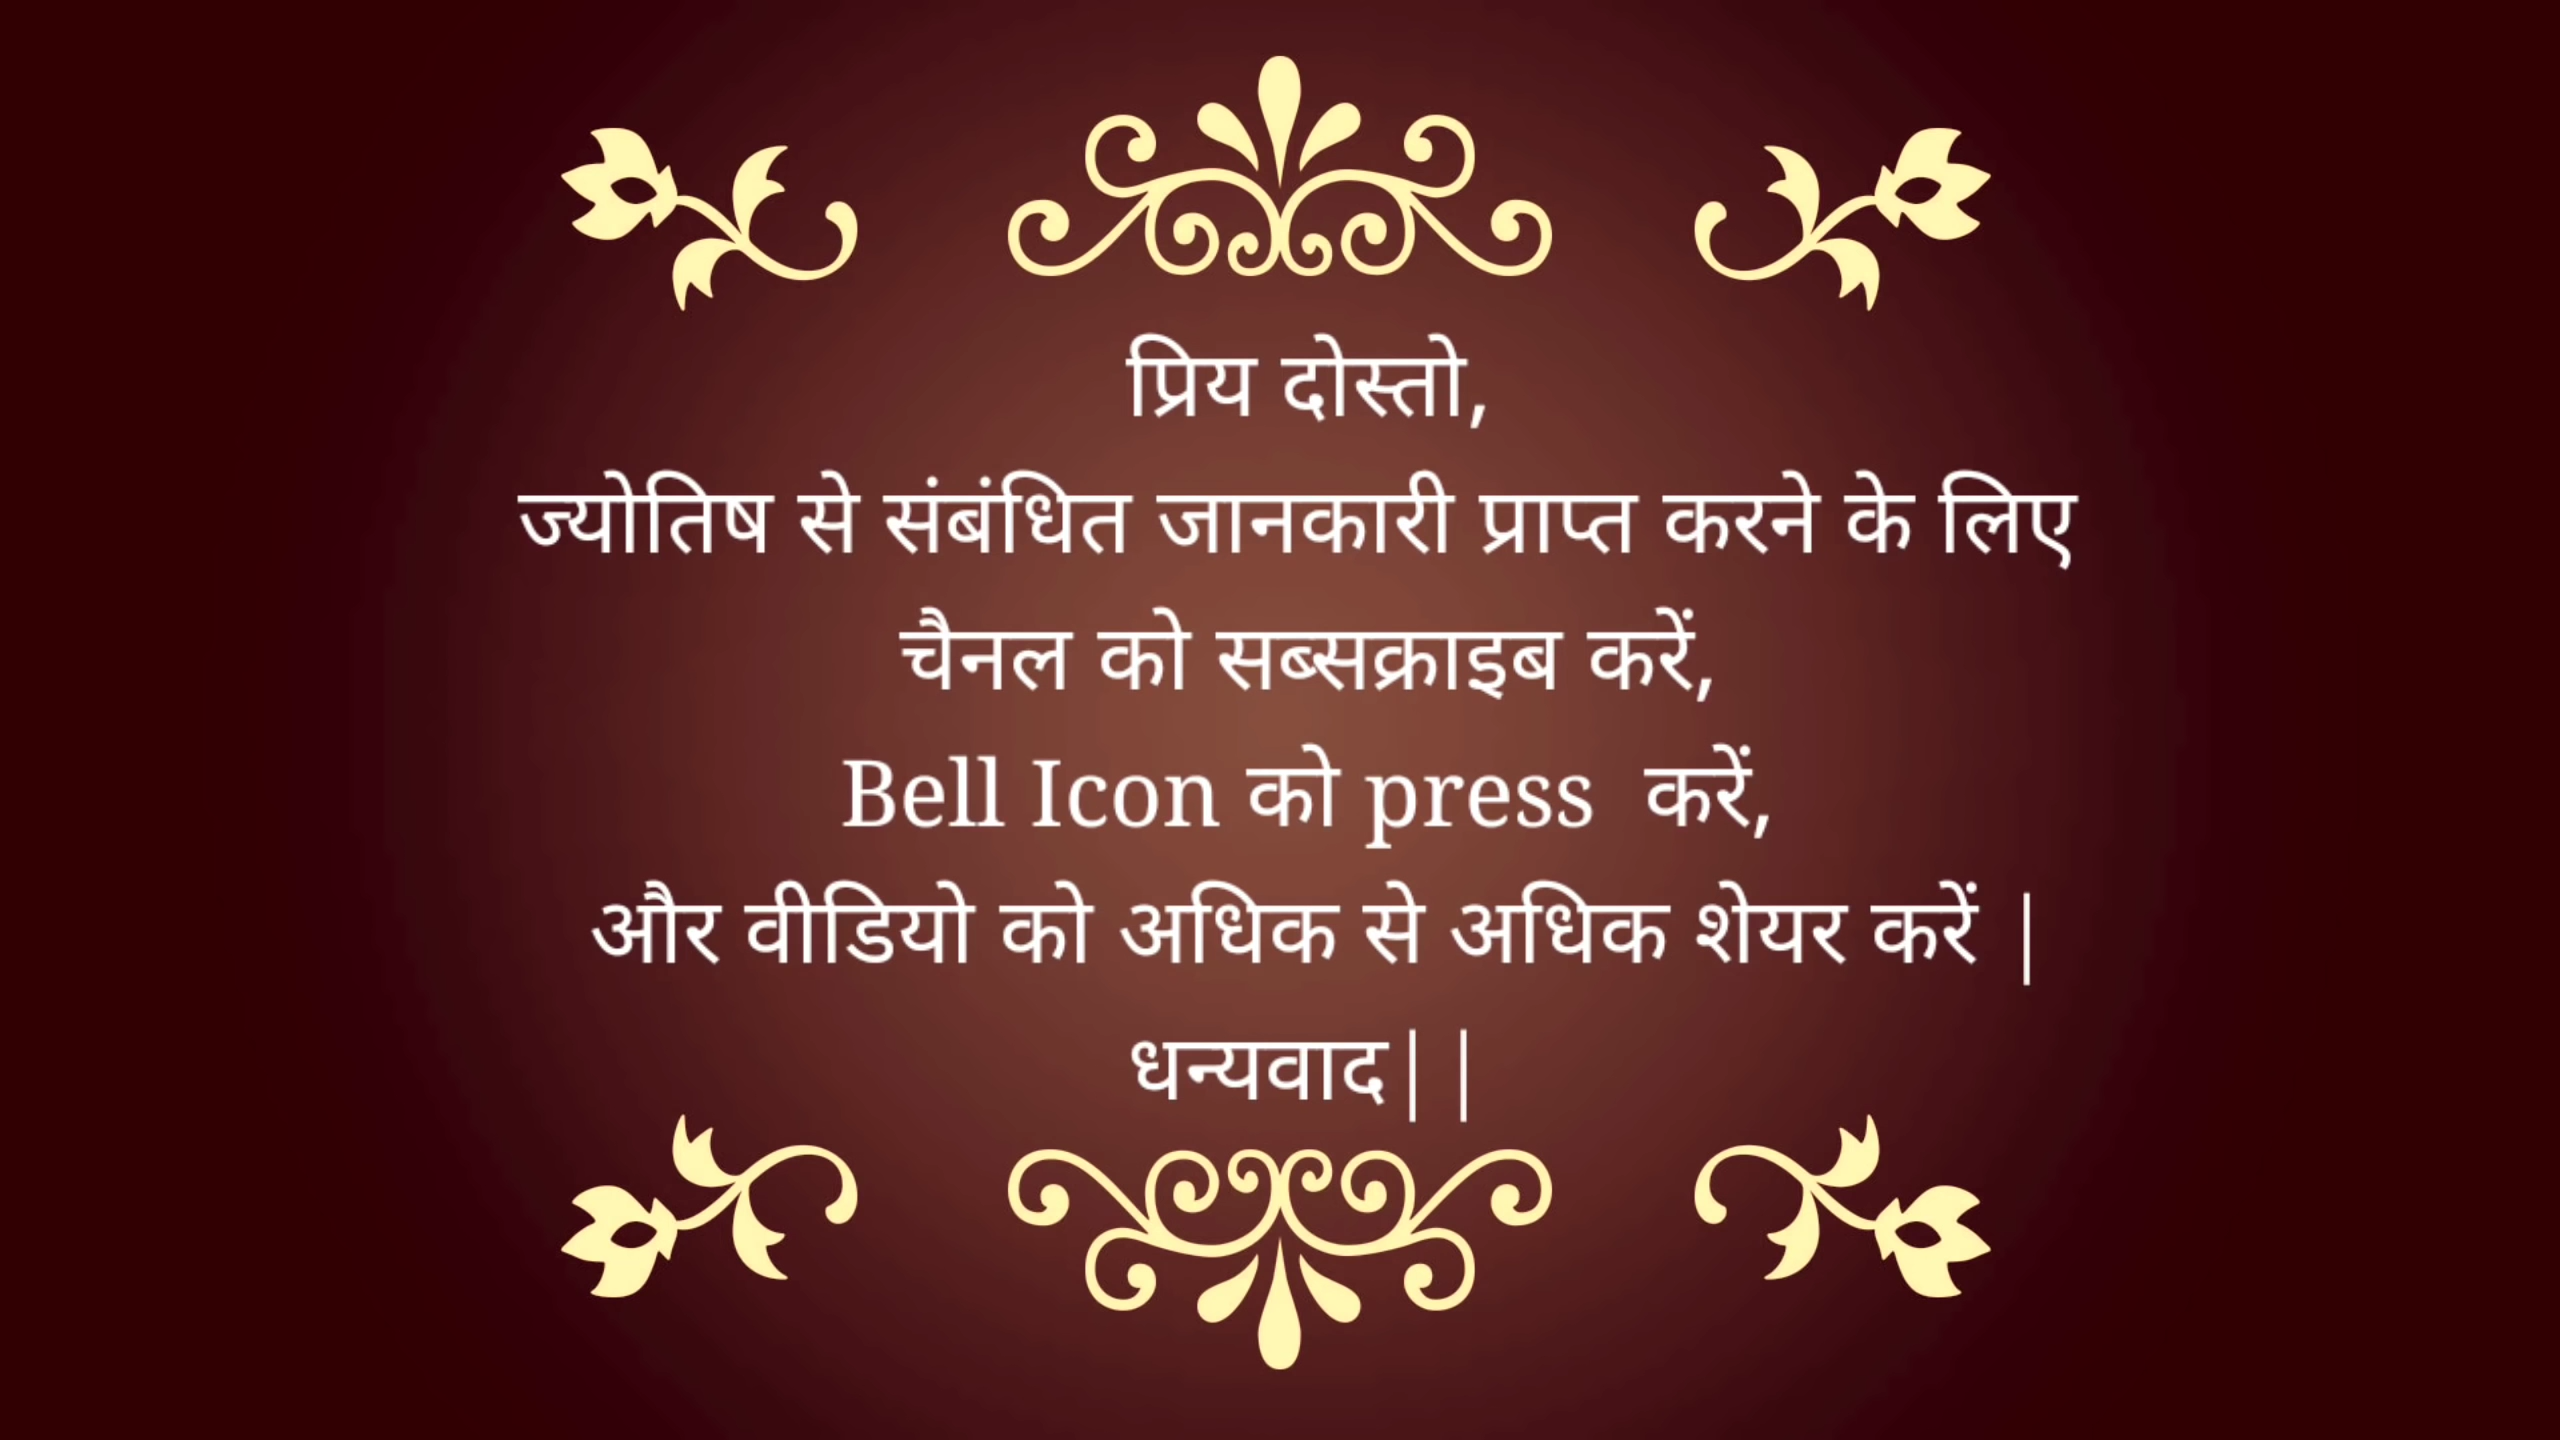 प्रिय दोस्तो,
ज्योतिष से संबंधित जानकारी प्राप्त करने के लिए
चैनल को सब्सक्राइब करें,
Bell Icon को press  करें,
और वीडियो को अधिक से अधिक शेयर करें |
धन्यवाद||